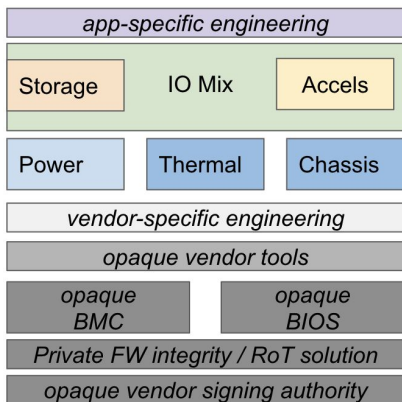 app-specific engineering
Storage IO Mix Accels
Power Thermal Chassis
vendor-specific engineering
opaque vendor tools
opaque BMC
opaque BIOS
Private FW integrity / RoT solution
opaque vendor signing authority